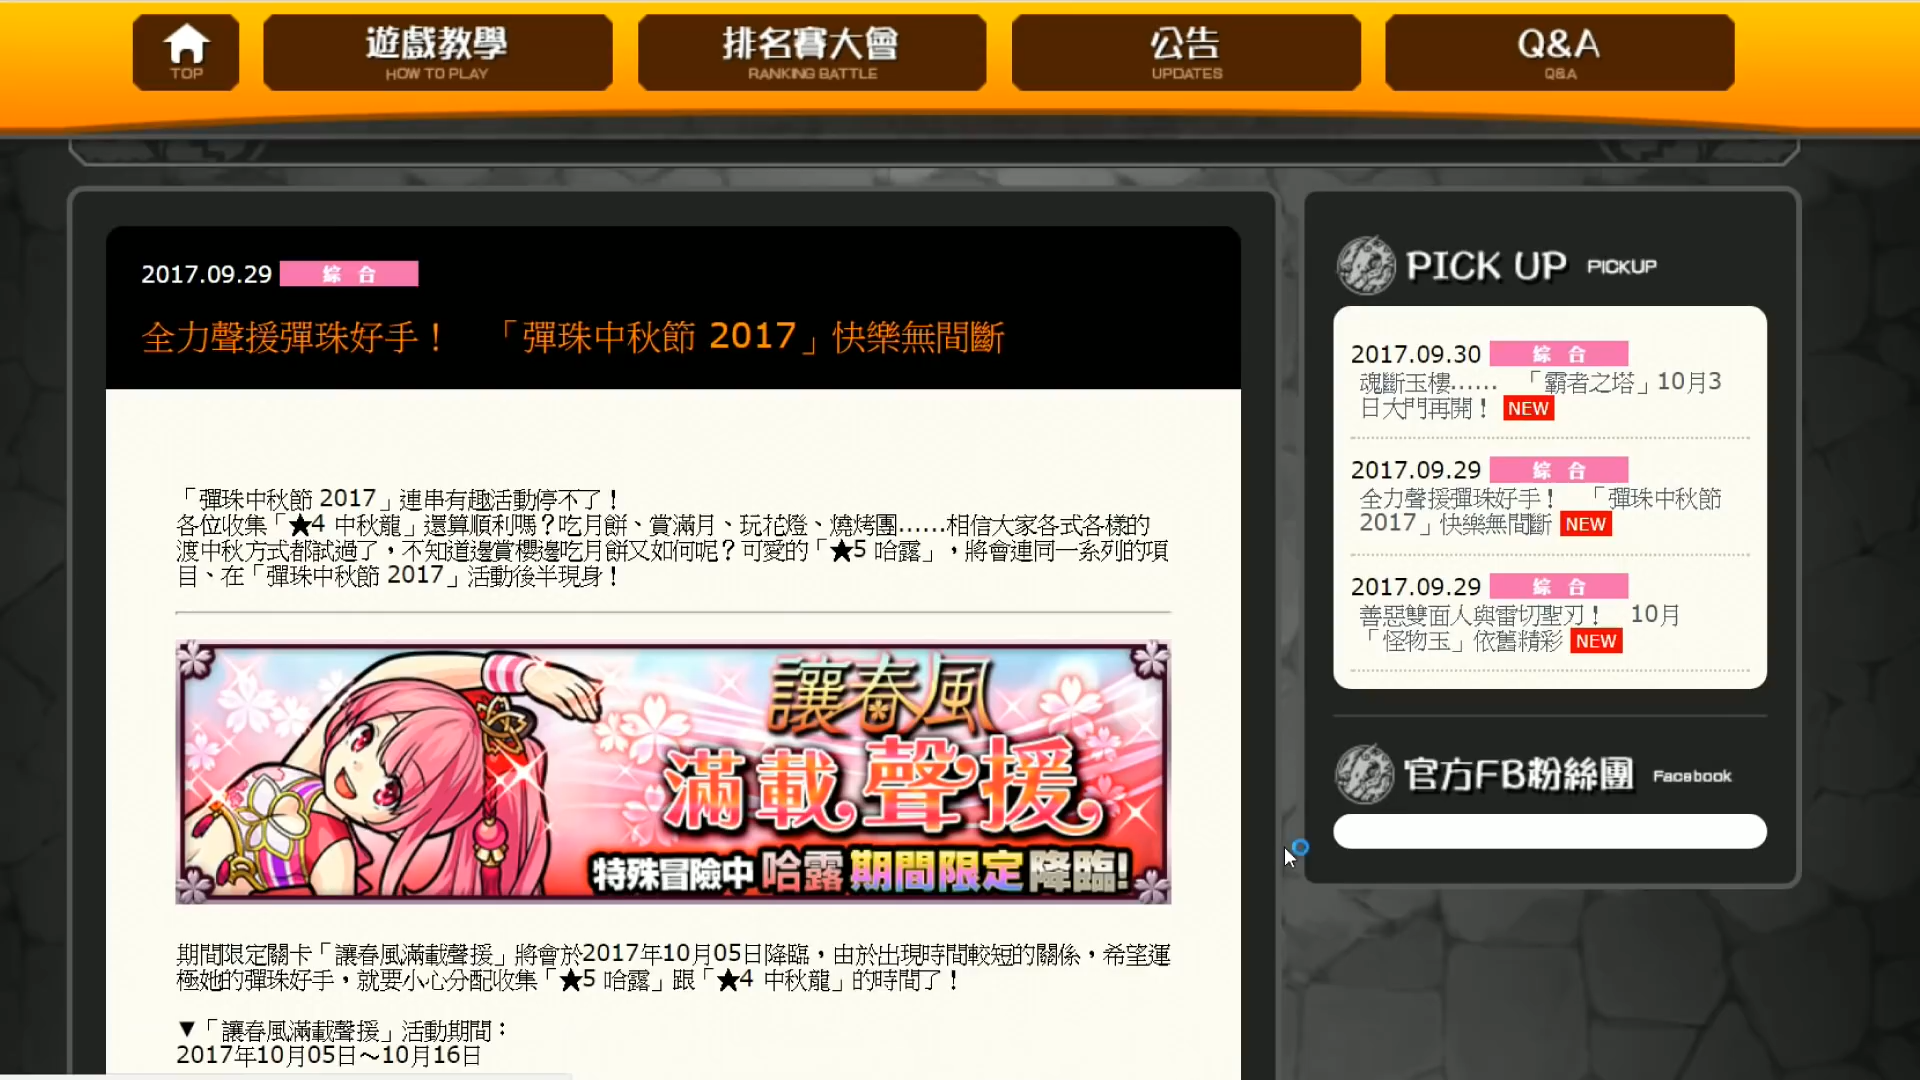 TOP
遊戲教學
HOW TO PLAY
排名賽大會
RANKING BATTLE
公告
UPDATES
Q&A
Q&A
2017.09.29 綜 合
全力聲援彈珠好手！ 「彈珠中秋節 2017」快樂無間斷
「彈珠中秋節 2017」連串有趣活動停不了！
各位收集「★4 中秋龍」還算順利嗎？吃月餅、賞滿月、玩花燈、燒烤團……相信大家各式各樣的
渡中秋方式都試過了，不知道邊賞櫻邊吃月餅又如何呢？可愛的「★5 哈露」，將會連同一系列的項
目、在「彈珠中秋節 2017」活動後半現身！
讓春風
滿載聲援
特殊冒險中 哈露 期間限定降臨!
期間限定關卡「讓春風滿載聲援」將會於2017年10月05日降臨，由於出現時間較短的關係，希望運
極她的彈珠好手，就要小心分配收集「★5 哈露」跟「★4 中秋龍」的時間了！
▼「讓春風滿載聲援」活動期間：
2017年10月05日～10月16日
PICK UP PICKUP
2017.09.30 綜 合
魂斷玉樓…… 「霸者之塔」10月3
日大門再開！ NEW
2017.09.29 綜 合
全力聲援彈珠好手！ 「彈珠中秋節
2017」快樂無間斷 NEW
2017.09.29 綜 合
善惡雙面人與雷切聖刃！ 10月
「怪物玉」依舊精彩 NEW
官方FB粉絲團 Facebook